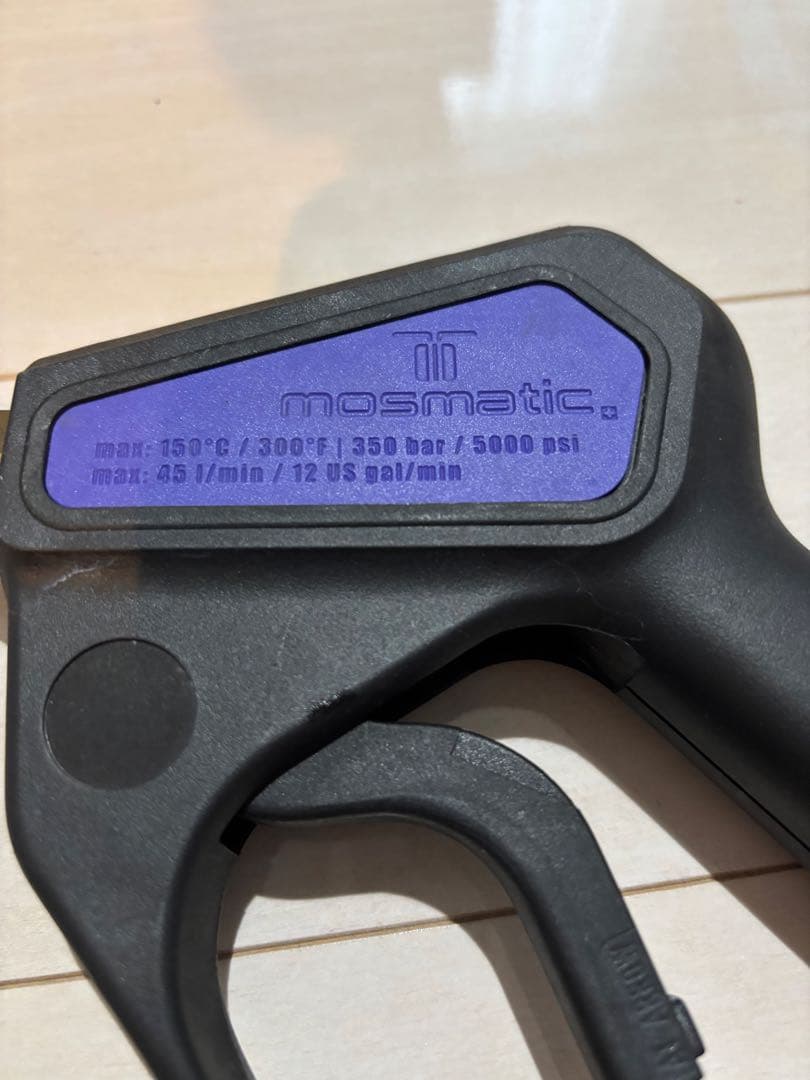 mosmatic
max: 150°C / 300°F | 350 bar / 5000 psi
max: 45 l/min / 12 US gal/min